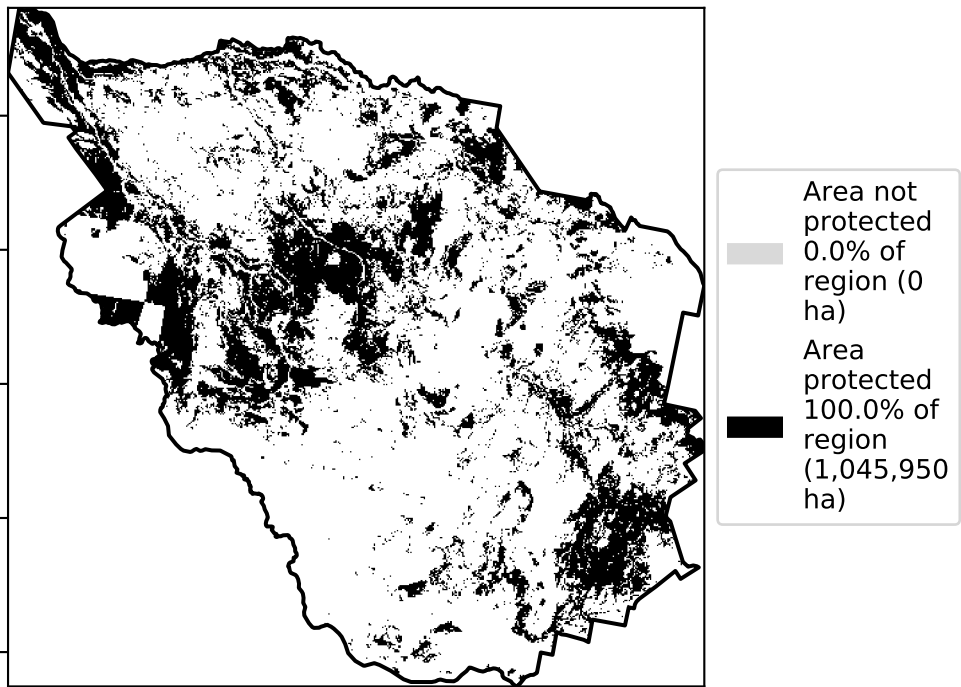 Area not
protected
0.0% of
region (0
ha)
Area
protected
100.0% of
region
(1,045,950
ha)